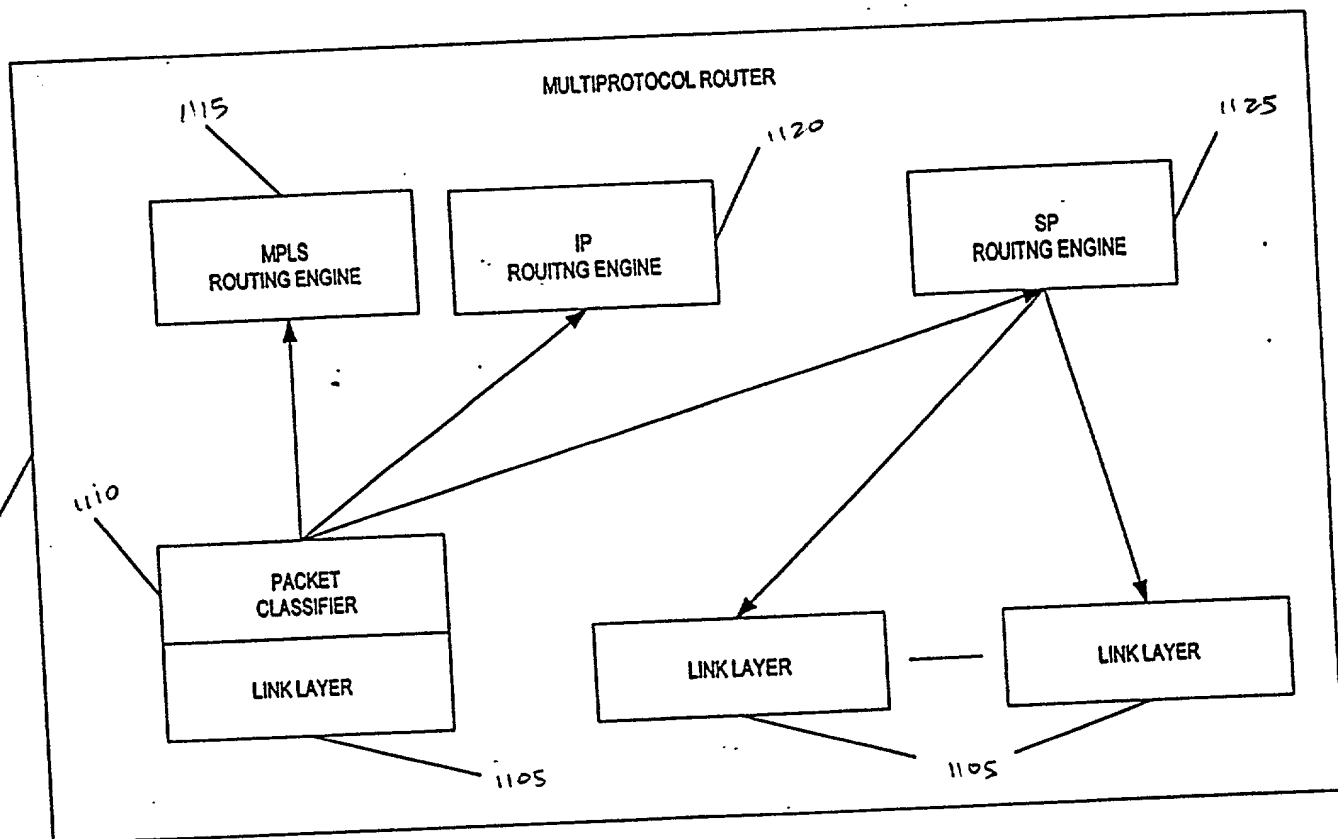 MULTIPROTOCOL ROUTER
1115
1120
1125
MPLS
ROUTING ENGINE
IP
ROUITNG ENGINE
SP
ROUITNG ENGINE
1110
PACKET
CLASSIFIER
LINK LAYER
LINK LAYER
LINK LAYER
1105
1105